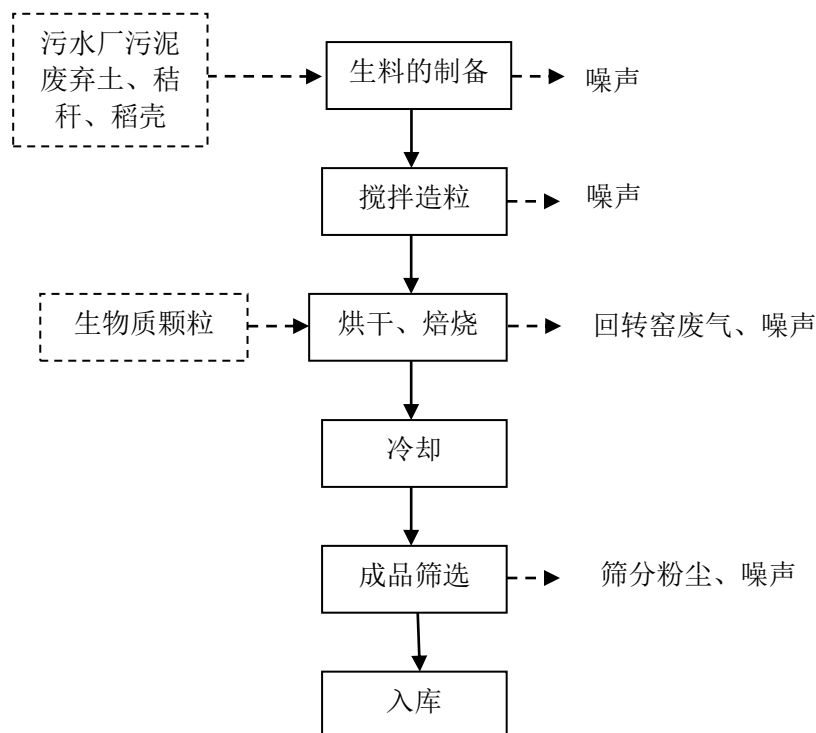 污水厂污泥
废弃土、秸
秆、稻壳
生料的制备
噪声
搅拌造粒
噪声
生物质颗粒
烘干、焙烧
回转窑废气、噪声
冷却
成品筛选
筛分粉尘、噪声
入库